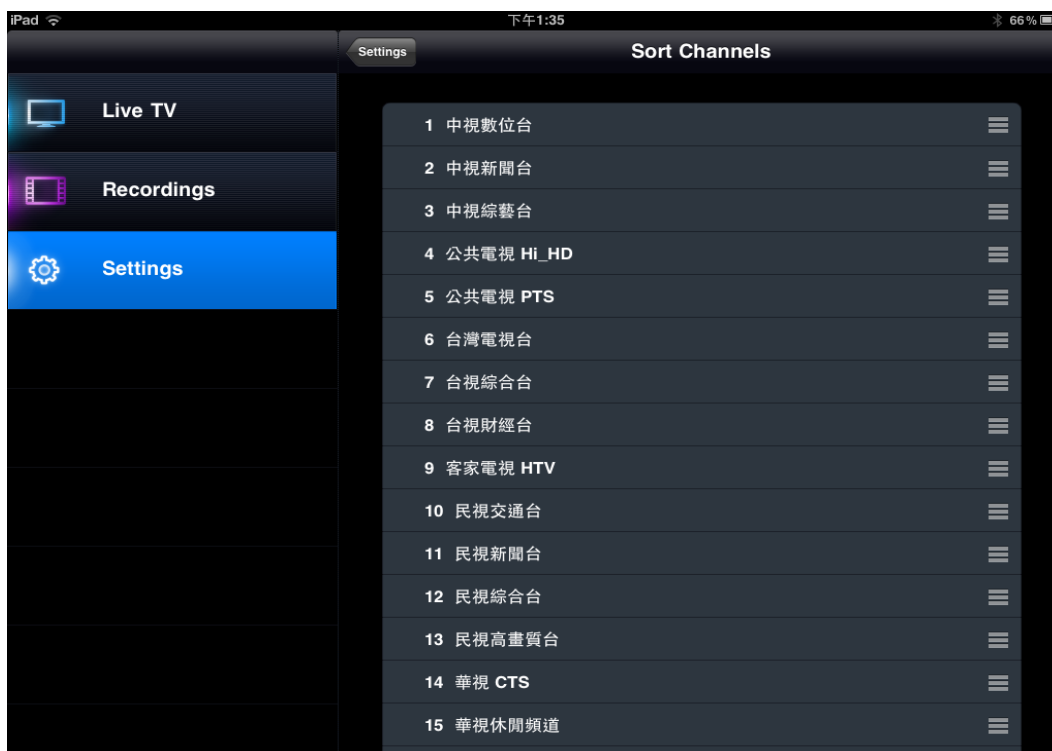 iPad 下午1:35 66%
Settings Sort Channels
Live TV
Recordings
Settings
1 中視數位台
2 中視新聞台
3 中視綜藝台
4 公共電視 Hi_HD
5 公共電視 PTS
6 台灣電視台
7 台視綜合台
8 台視財經台
9 客家電視 HTV
10 民視交通台
11 民視新聞台
12 民視綜合台
13 民視高畫質台
14 華視 CTS
15 華視休閒頻道